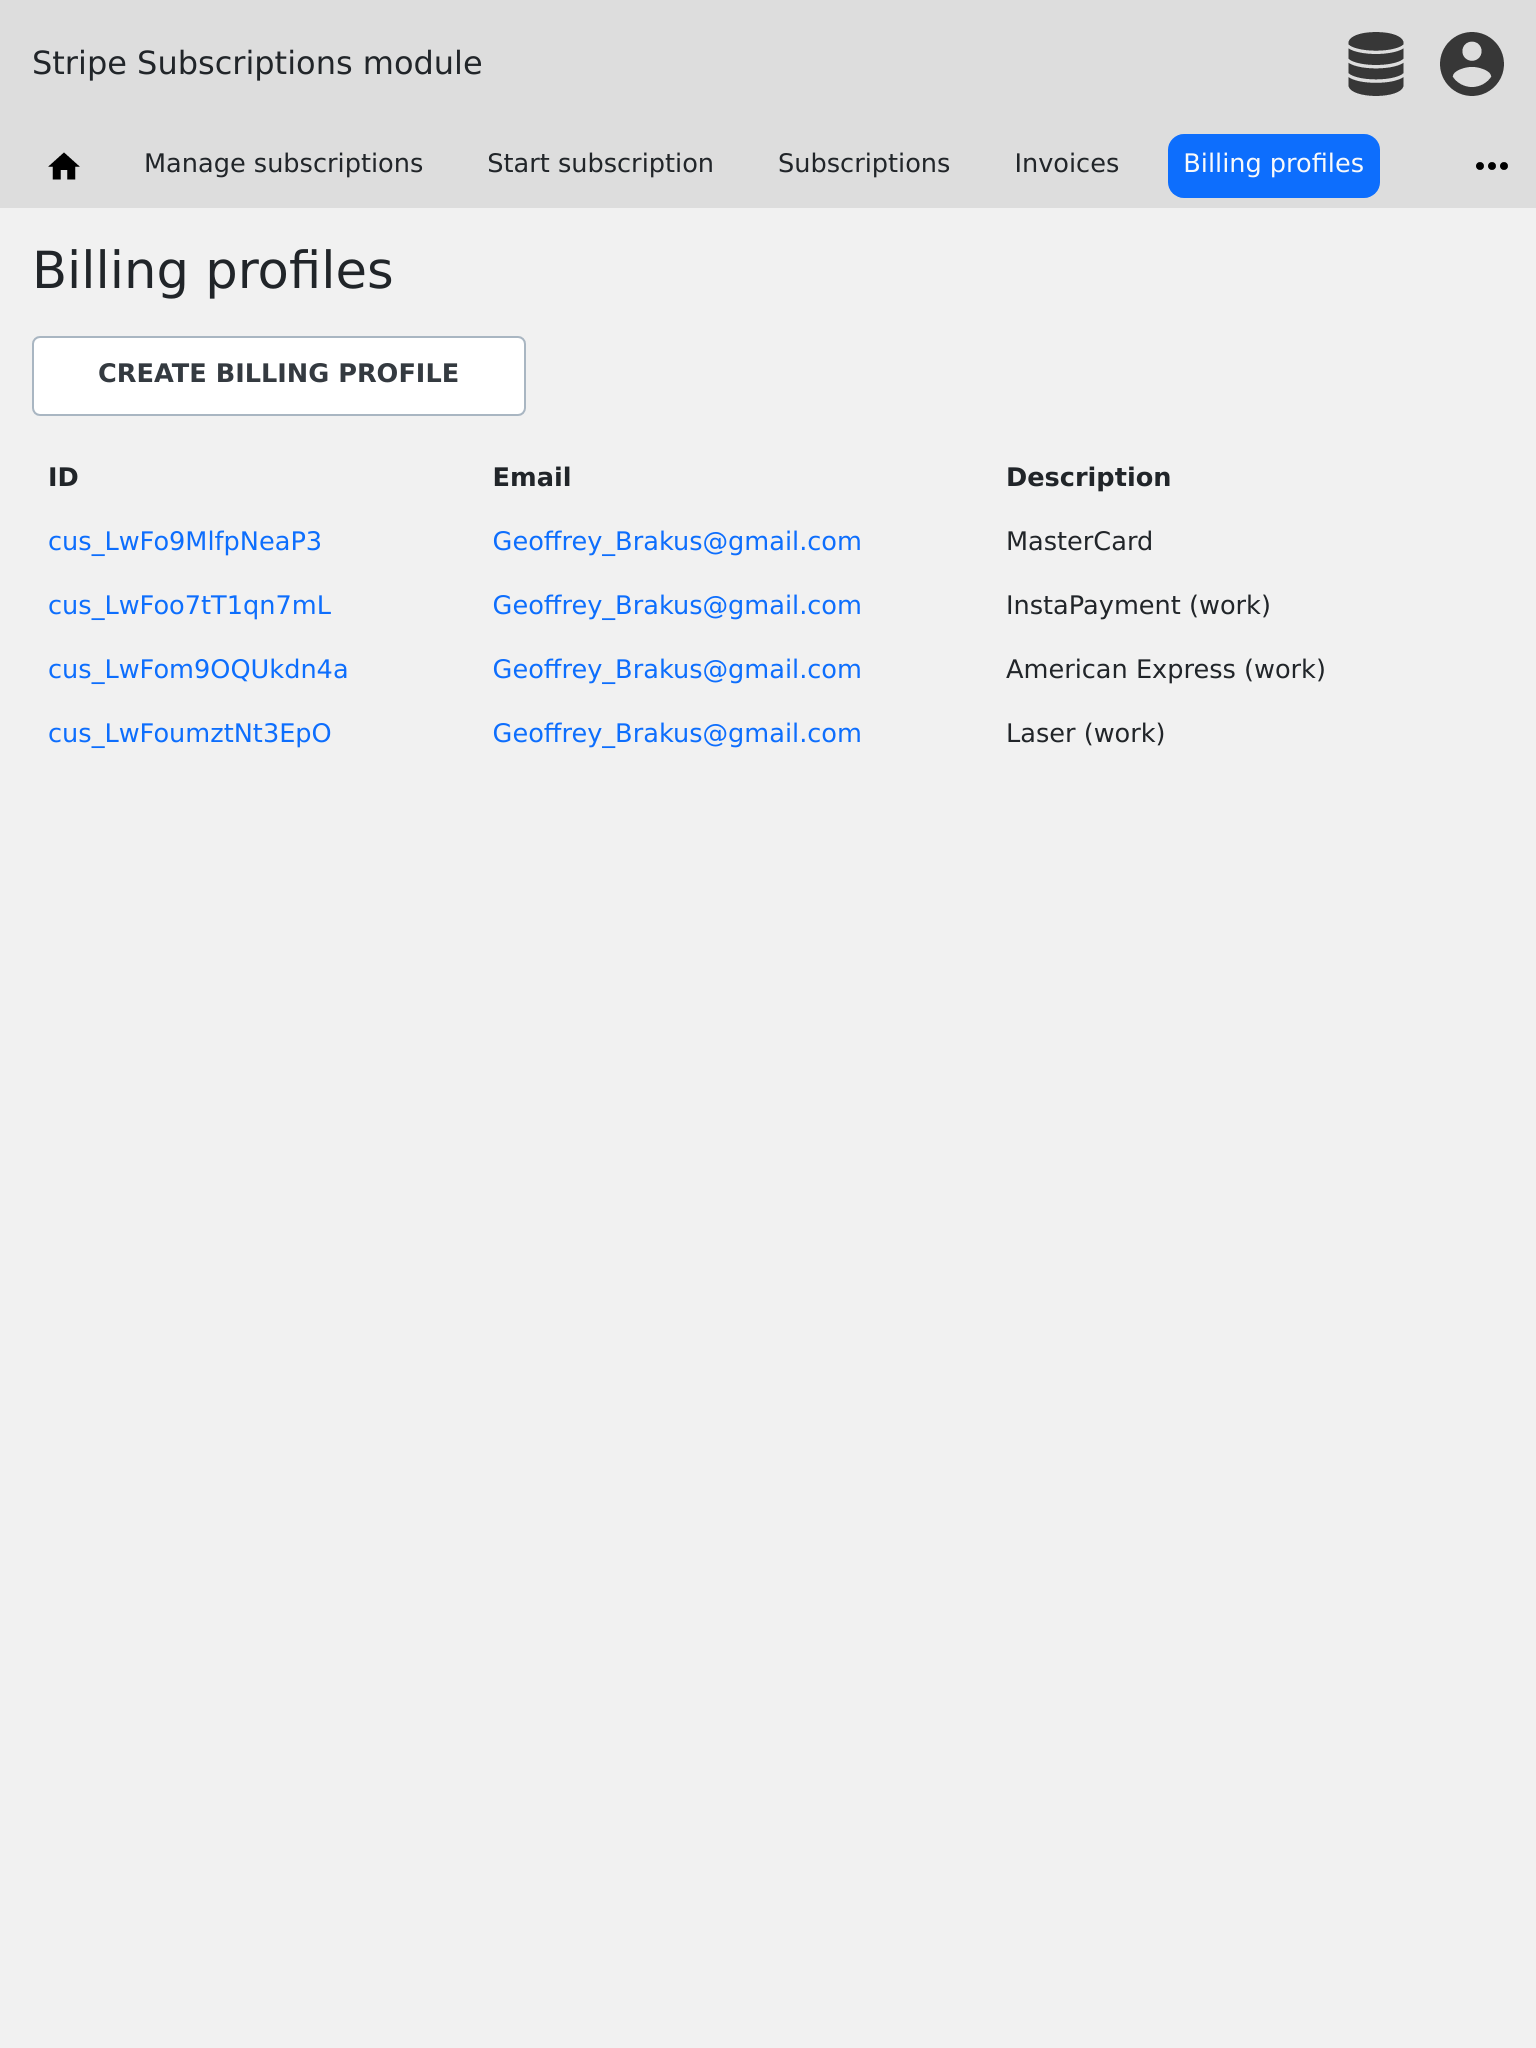 Stripe Subscriptions module
Manage subscriptions Start subscription Subscriptions Invoices Billing profiles
Billing profiles
CREATE BILLING PROFILE
ID Email Description
cus_LwFo9MlfpNeaP3 Geoffrey_Brakus@gmail.com MasterCard
cus_LwFoo7tT1qn7mL Geoffrey_Brakus@gmail.com InstaPayment (work)
cus_LwFom9OQUkdn4a Geoffrey_Brakus@gmail.com American Express (work)
cus_LwFoumztNt3EpO Geoffrey_Brakus@gmail.com Laser (work)